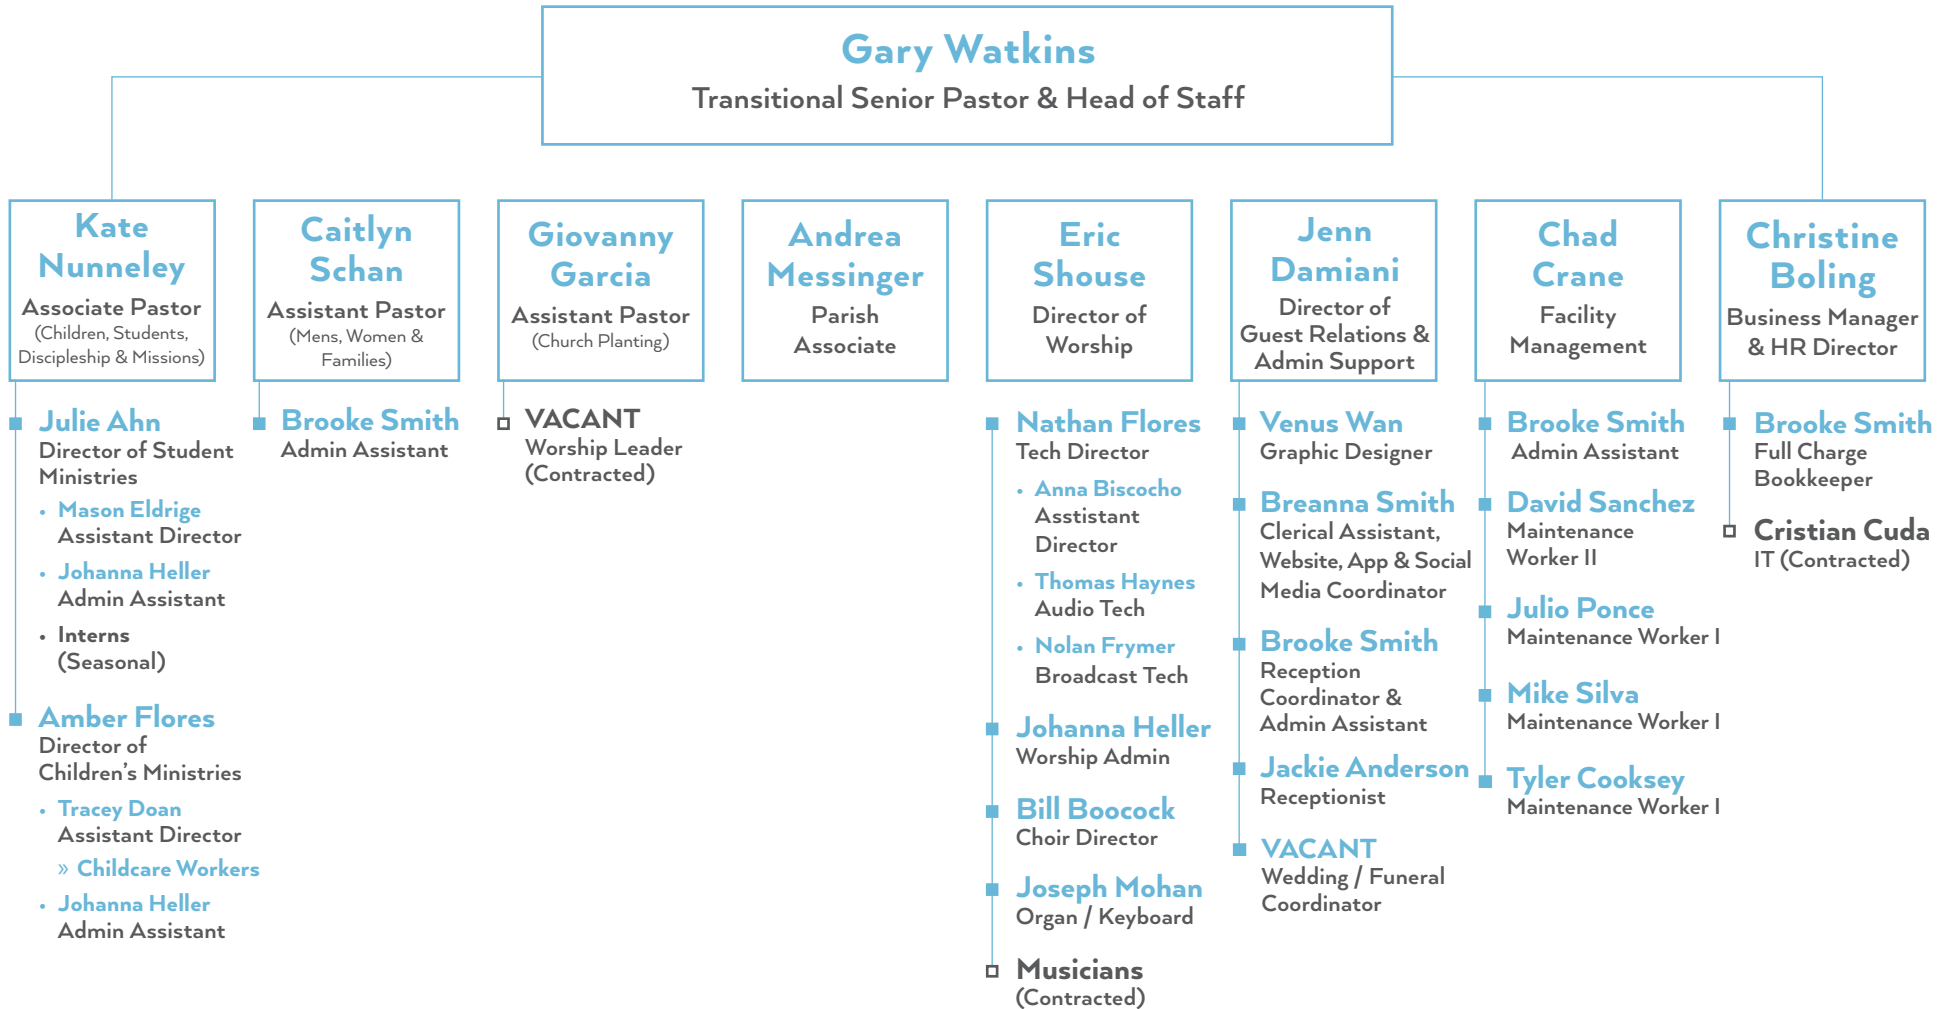 Gary Watkins
Transitional Senior Pastor & Head of Staff
Kate
Nunneley
Associate Pastor
(Children, Students,
Discipleship & Missions)
Julie Ahn
Director of Student
Ministries
• Mason Eldrige
Assistant Director
• Johanna Heller
Admin Assistant
• Interns
(Seasonal)
Amber Flores
Director of
Children's Ministries
• Tracey Doan
Assistant Director
» Childcare Workers
• Johanna Heller
Admin Assistant
Caitlyn
Schan
Assistant Pastor
(Mens, Women &
Families)
Brooke Smith
Admin Assistant
Giovanny
Garcia
Assistant Pastor
(Church Planting)
VACANT
Worship Leader
(Contracted)
Andrea
Messinger
Parish
Associate
Eric
Shouse
Director of
Worship
Nathan Flores
Tech Director
• Anna Biscocho
Asstistant
Director
• Thomas Haynes
Audio Tech
• Nolan Frymer
Broadcast Tech
Johanna Heller
Worship Admin
Bill Boocock
Choir Director
Joseph Mohan
Organ / Keyboard
Musicians
(Contracted)
Jenn
Damiani
Director of
Guest Relations &
Admin Support
Venus Wan
Graphic Designer
Breanna Smith
Clerical Assistant,
Website, App & Social
Media Coordinator
Brooke Smith
Reception
Coordinator &
Admin Assistant
Jackie Anderson
Receptionist
VACANT
Wedding / Funeral
Coordinator
Chad
Crane
Facility
Management
Brooke Smith
Admin Assistant
David Sanchez
Maintenance
Worker II
Julio Ponce
Maintenance Worker I
Mike Silva
Maintenance Worker I
Tyler Cooksey
Maintenance Worker I
Christine
Boling
Business Manager
& HR Director
Brooke Smith
Full Charge
Bookkeeper
Cristian Cuda
IT (Contracted)